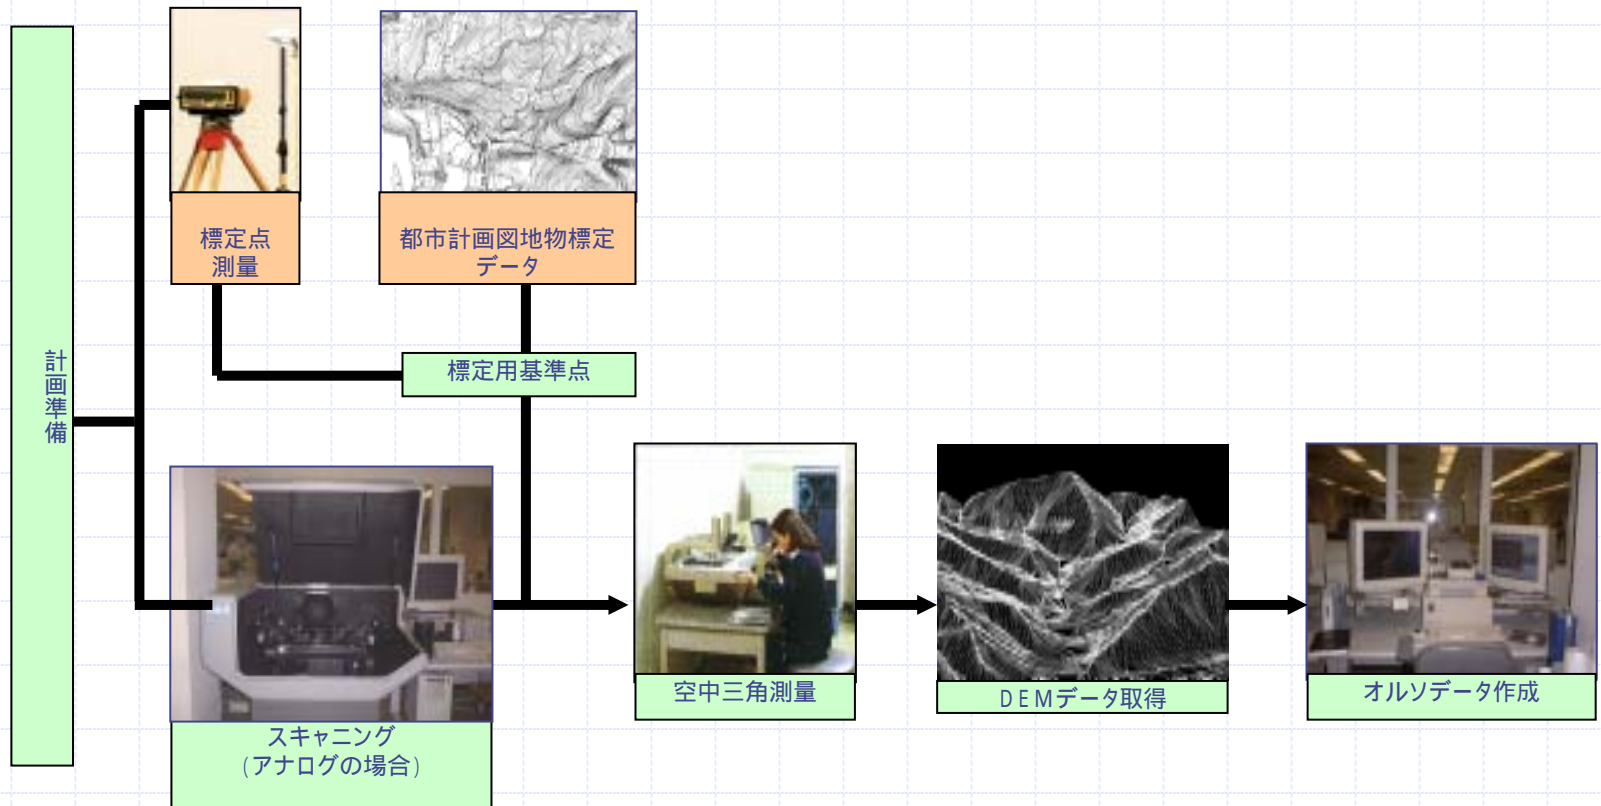 計画準備
標定点
測量
都市計画図地物標定
データ
標定用基準点
スキャニング
(アナログの場合)
空中三角測量
DEMデータ取得
オルソデータ作成